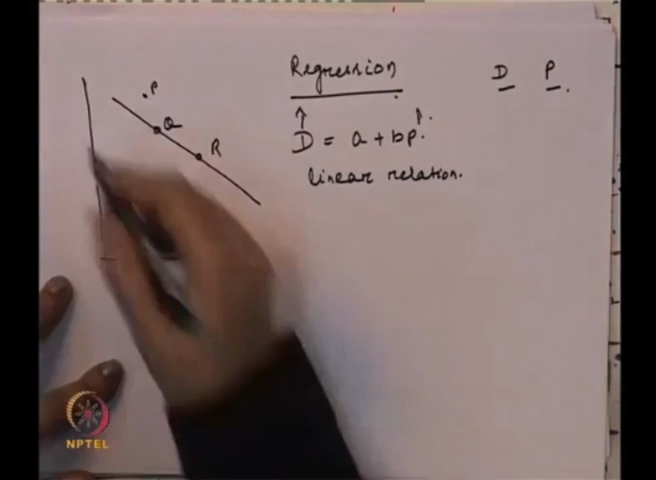 Regression
D P.
P
Q
R
D = a + bp.
linear relation.
NPTEL